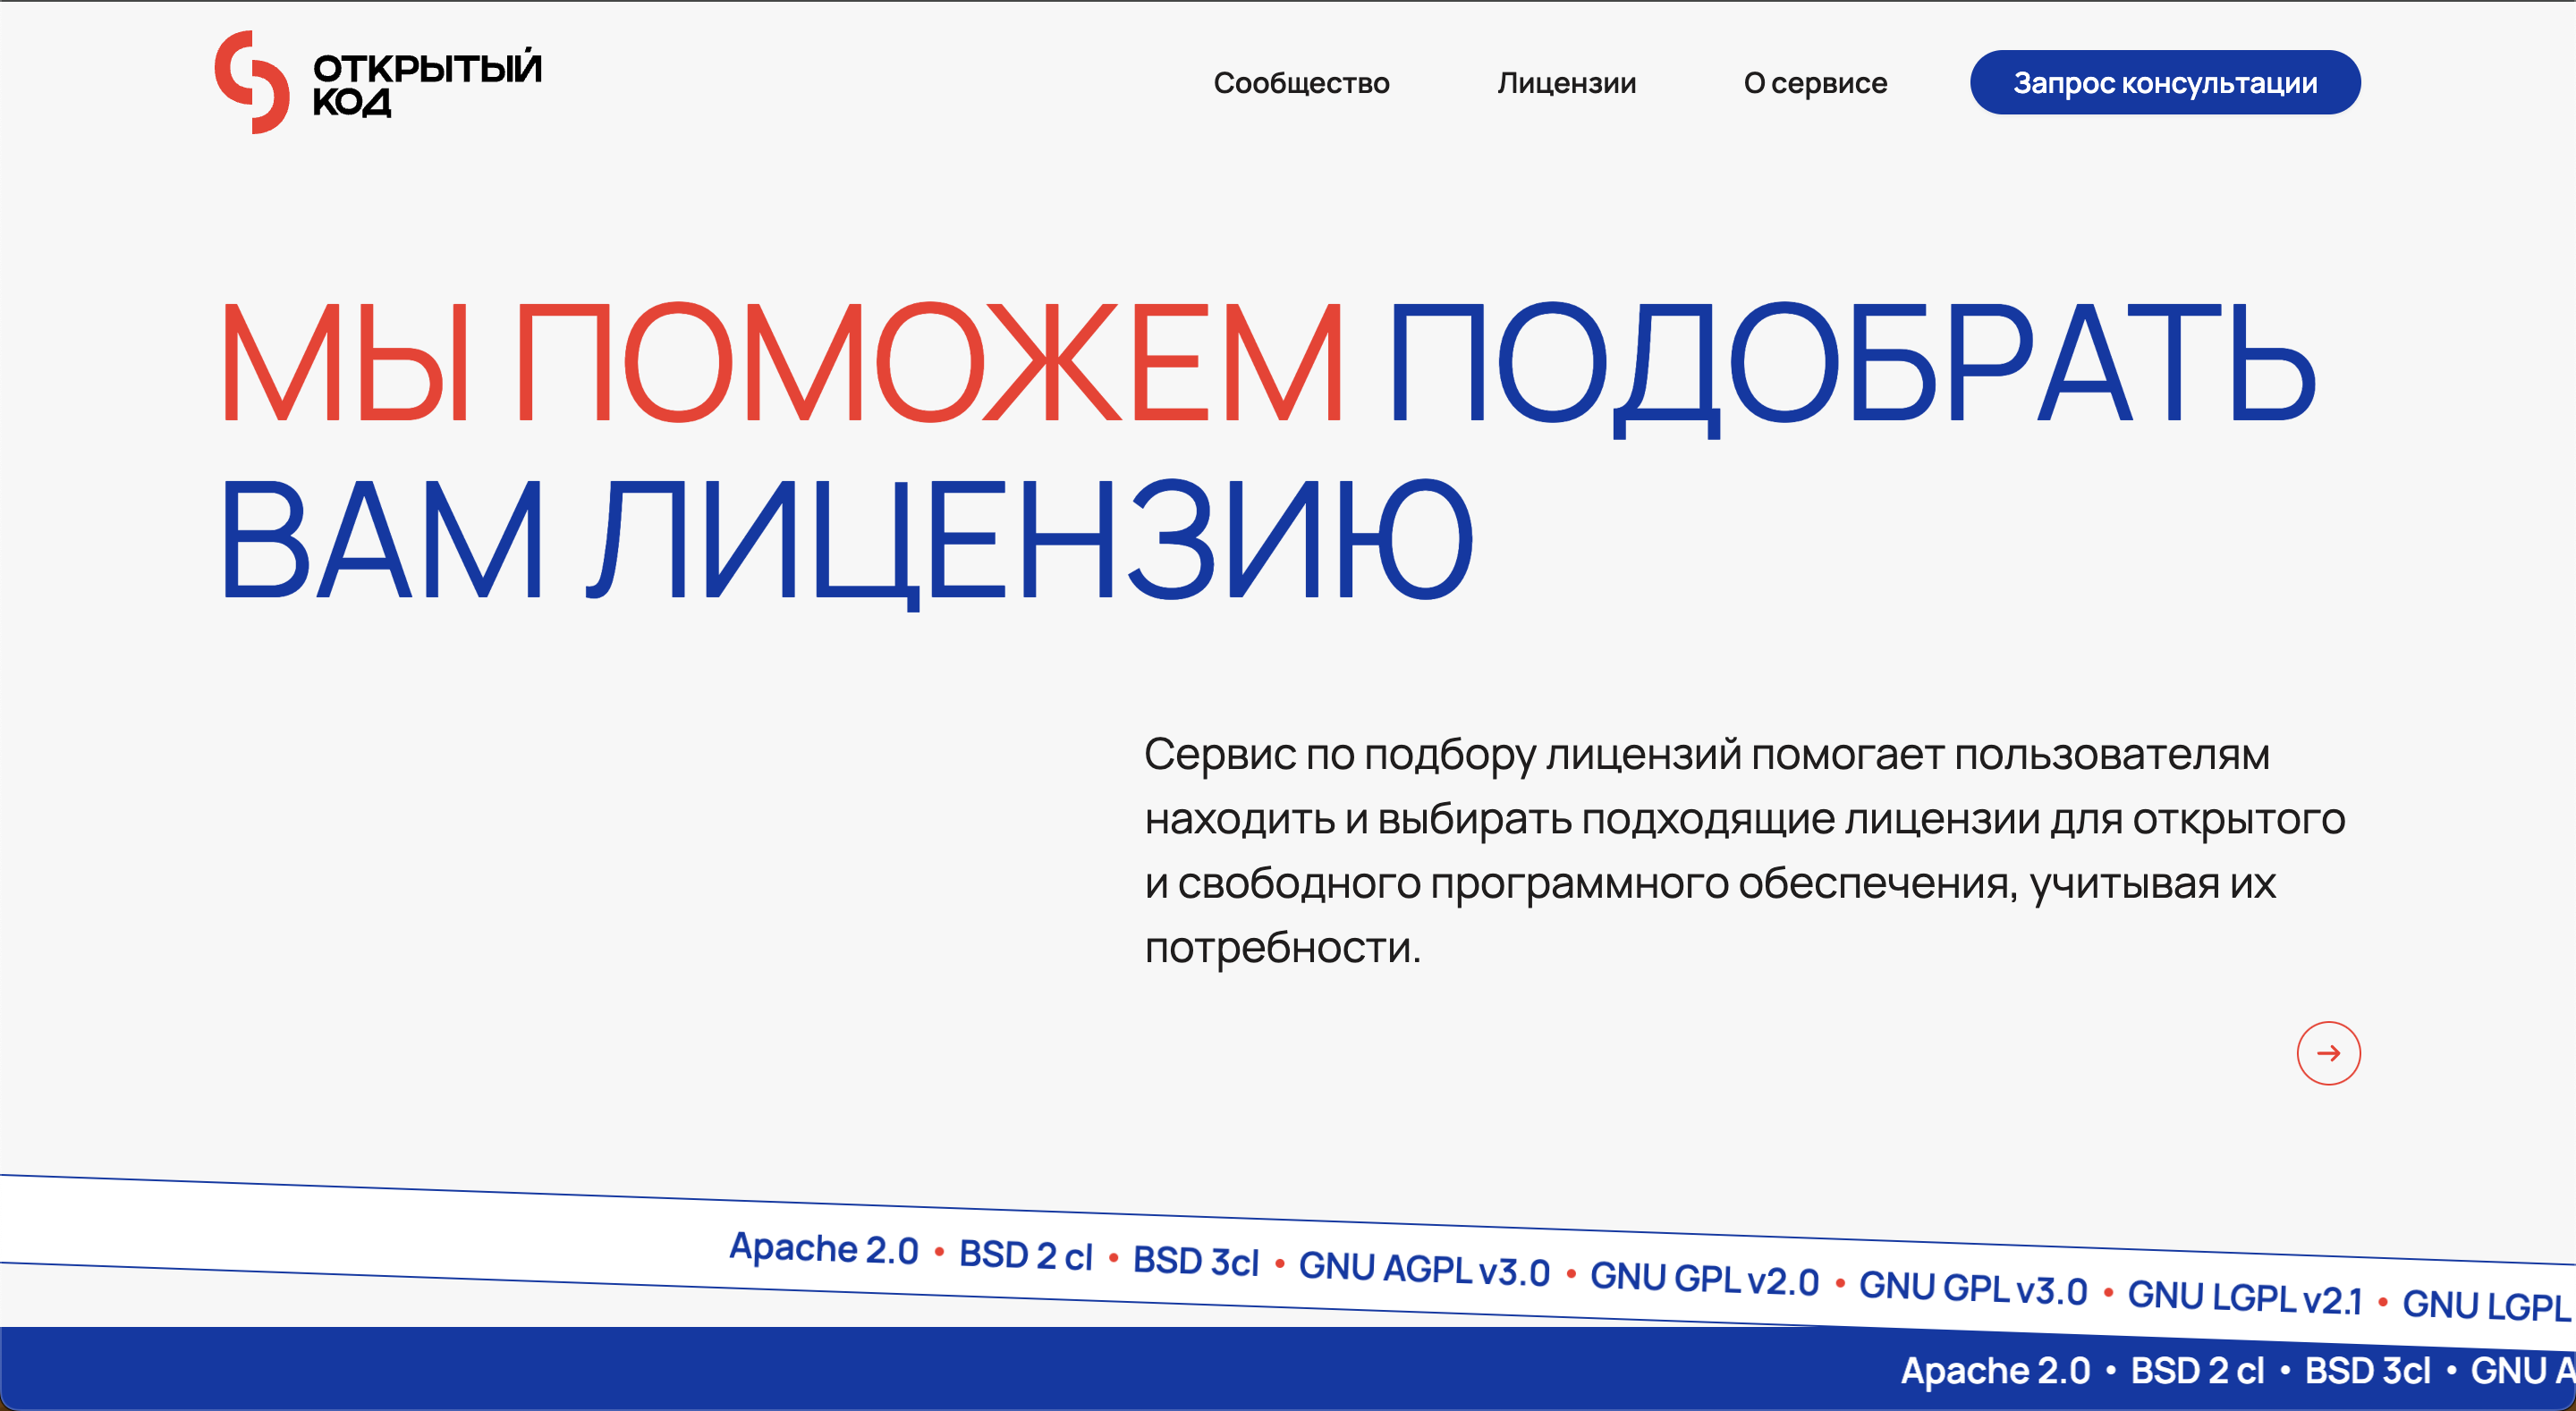 ОТКРЫТЫЙ
КОД
Сообщество
Лицензии
О сервисе
Запрос консультации
МЫ ПОМОЖЕМ ПОДОБРАТЬ
ВАМ ЛИЦЕНЗИЮ
Сервис по подбору лицензий помогает пользователям
находить и выбирать подходящие лицензии для открытого
и свободного программного обеспечения, учитывая их
потребности.
Apache 2.0 • BSD 2 cl • BSD 3cl • GNU AGPL v3.0 • GNU GPL v2.0 • GNU GPL v3.0 • GNU LGPL v2.1 • GNU LGPL
Apache 2.0 • BSD 2 cl • BSD 3cl • GNU A